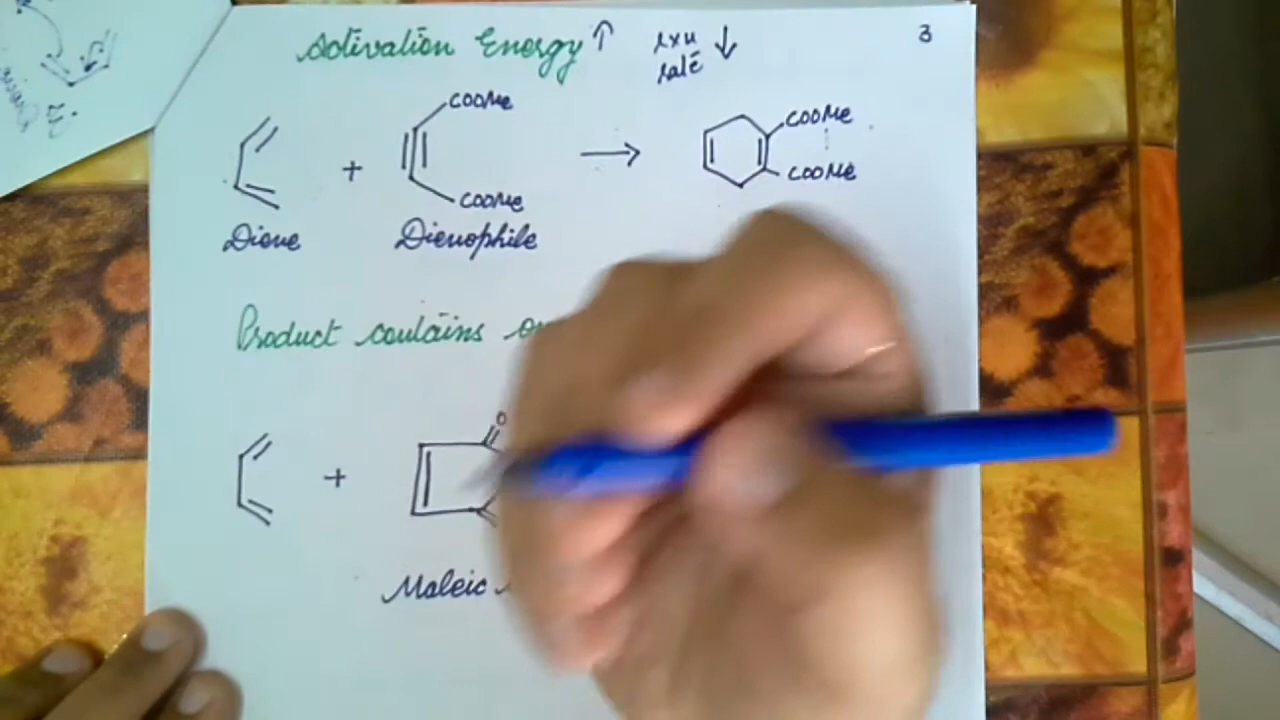 Activation Energy ↑ rxn ↓ 3
rate
COOMe
COOMe
+ →
COOMe
COOMe
Diene Dienophile
Product contains
O
+
Maleic